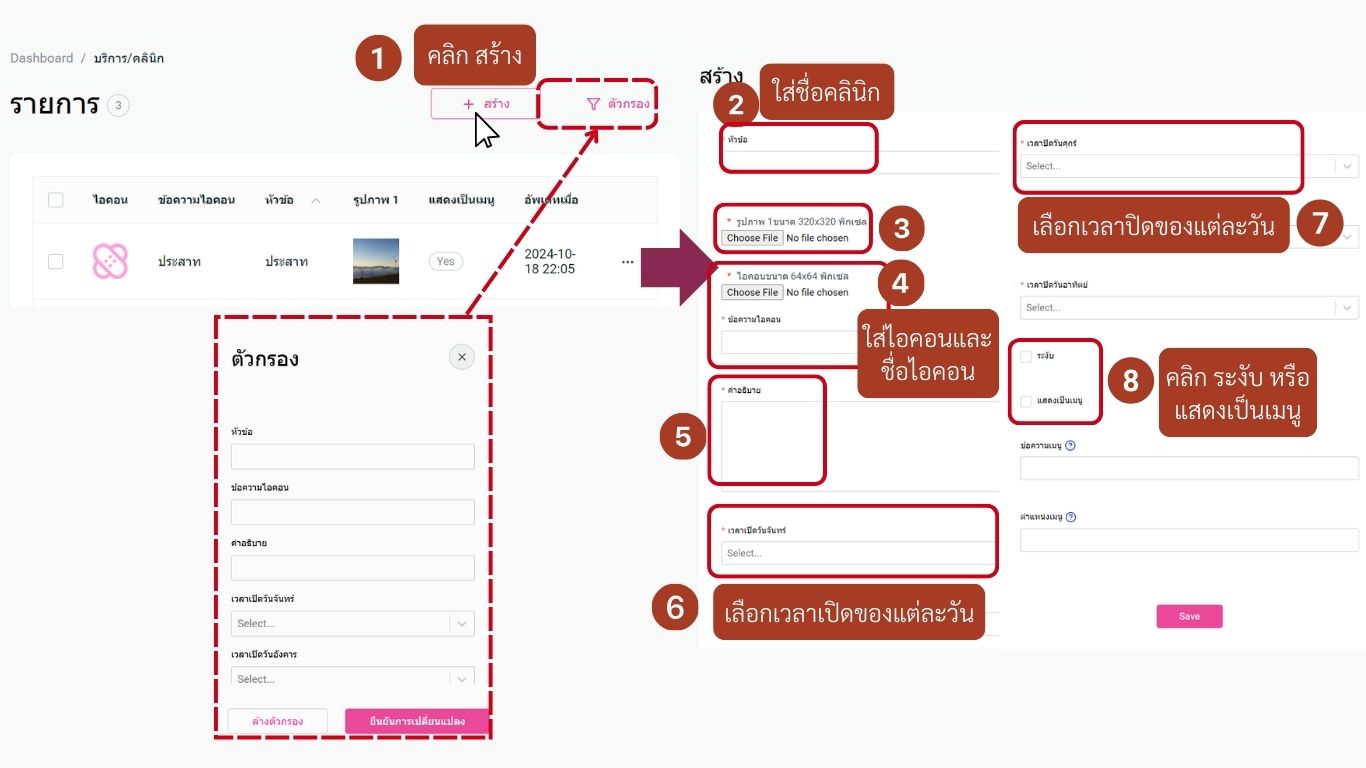 Dashboard / บริการ/คลินิก
รายการ 3
1
คลิก สร้าง
+ สร้าง
ตัวกรอง
ไอคอน ข้อความไอคอน หัวข้อ รูปภาพ 1 แสดงเป็นเมนู อัพเดทเมื่อ
ประสาท ประสาท Yes 2024-10-
18 22:05
ตัวกรอง
หัวข้อ
ข้อความไอคอน
คำอธิบาย
เวลาเปิดวันจันทร์
Select...
เวลาเปิดวันอังคาร
Select...
ล้างตัวกรอง
ยืนยันการเปลี่ยนแปลง
สร้าง
2
ใส่ชื่อคลินิก
* หัวข้อ
* รูปภาพ 1ขนาด 320x320 พิกเซล
Choose File No file chosen
3
* ไอคอนขนาด 64x64 พิกเซล
Choose File No file chosen
4
* ข้อความไอคอน
ใส่ไอคอนและ
ชื่อไอคอน
* คำอธิบาย
5
* เวลาเปิดวันจันทร์
Select...
6
เลือกเวลาเปิดของแต่ละวัน
* เวลาปิดวันศุกร์
Select...
เลือกเวลาปิดของแต่ละวัน
7
* เวลาปิดวันอาทิตย์
Select...
ระงับ
แสดงเป็นเมนู
8
คลิก ระงับ หรือ
แสดงเป็นเมนู
ข้อความเมนู ?
ตำแหน่งเมนู ?
Save